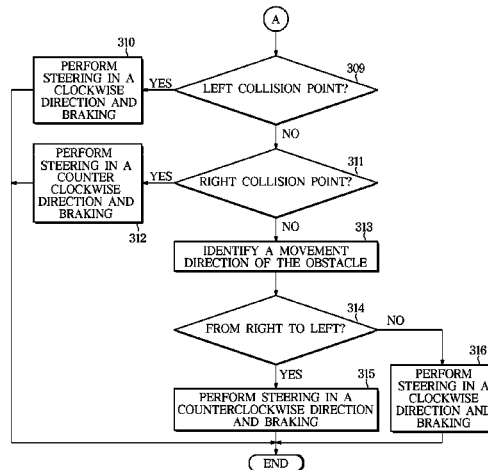 A
310
PERFORM
STEERING IN A
CLOCKWISE
DIRECTION AND
BRAKING
YES
309
LEFT COLLISION POINT?
NO
PERFORM
STEERING IN A
COUNTER
CLOCKWISE
DIRECTION AND
BRAKING
312
YES
311
RIGHT COLLISION POINT?
NO
313
IDENTIFY A MOVEMENT
DIRECTION OF THE OBSTACLE
314
FROM RIGHT TO LEFT?
NO
YES
315
PERFORM STEERING IN A
COUNTERCLOCKWISE DIRECTION
AND BRAKING
316
PERFORM
STEERING IN A
CLOCKWISE
DIRECTION AND
BRAKING
END